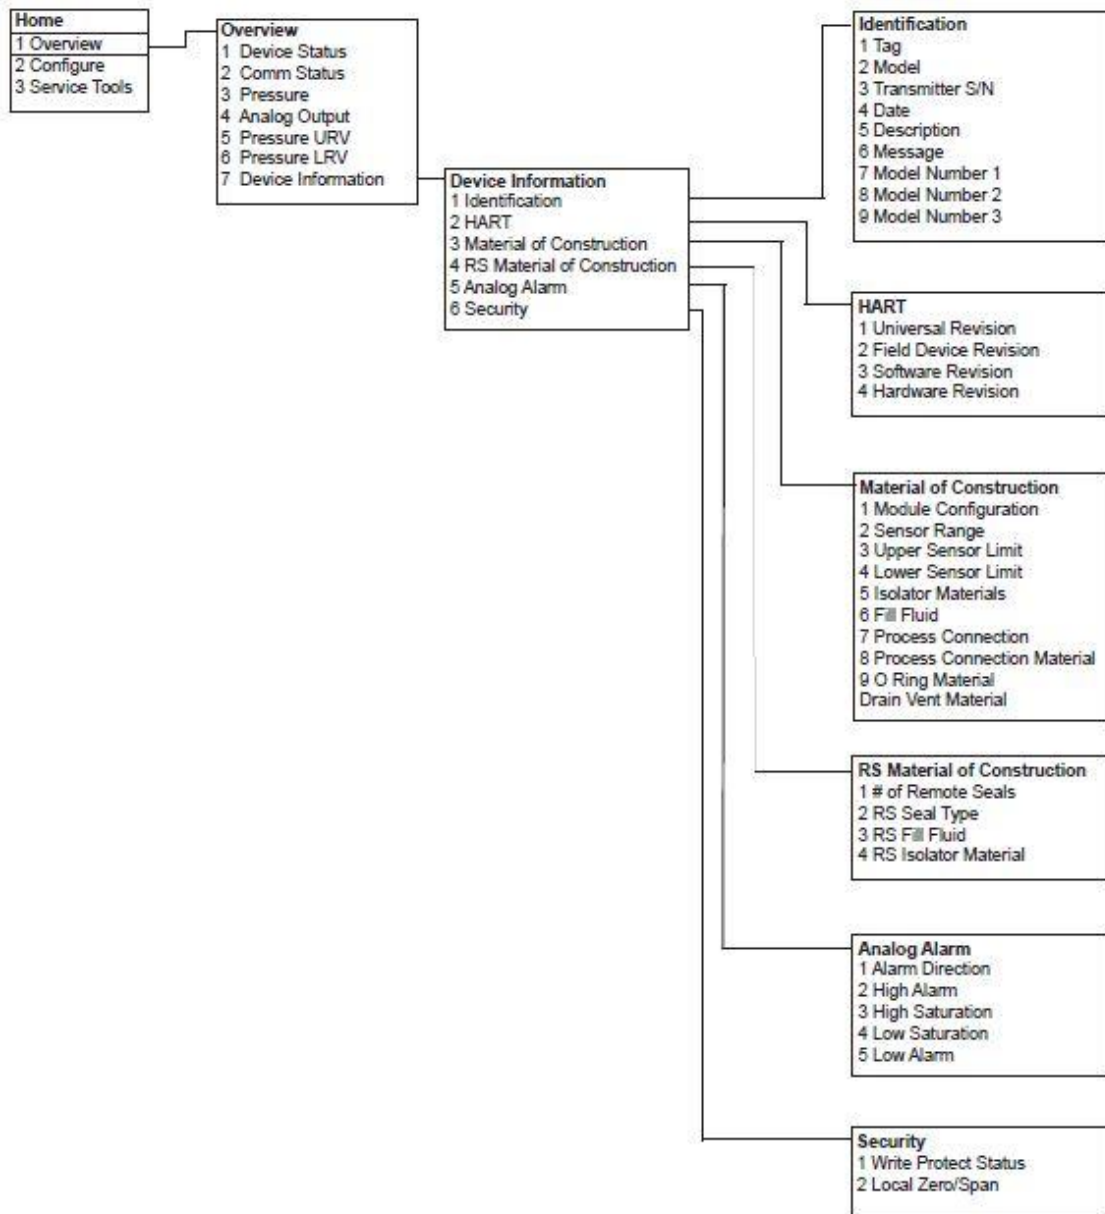 Home
1 Overview
2 Configure
3 Service Tools
Overview
1 Device Status
2 Comm Status
3 Pressure
4 Analog Output
5 Pressure URV
6 Pressure LRV
7 Device Information
Device Information
1 Identification
2 HART
3 Material of Construction
4 RS Material of Construction
5 Analog Alarm
6 Security
Identification
1 Tag
2 Model
3 Transmitter S/N
4 Date
5 Description
6 Message
7 Model Number 1
8 Model Number 2
9 Model Number 3
HART
1 Universal Revision
2 Field Device Revision
3 Software Revision
4 Hardware Revision
Material of Construction
1 Module Configuration
2 Sensor Range
3 Upper Sensor Limit
4 Lower Sensor Limit
5 Isolator Materials
6 Fill Fluid
7 Process Connection
8 Process Connection Material
9 O Ring Material
Drain Vent Material
RS Material of Construction
1 # of Remote Seals
2 RS Seal Type
3 RS Fill Fluid
4 RS Isolator Material
Analog Alarm
1 Alarm Direction
2 High Alarm
3 High Saturation
4 Low Saturation
5 Low Alarm
Security
1 Write Protect Status
2 Local Zero/Span